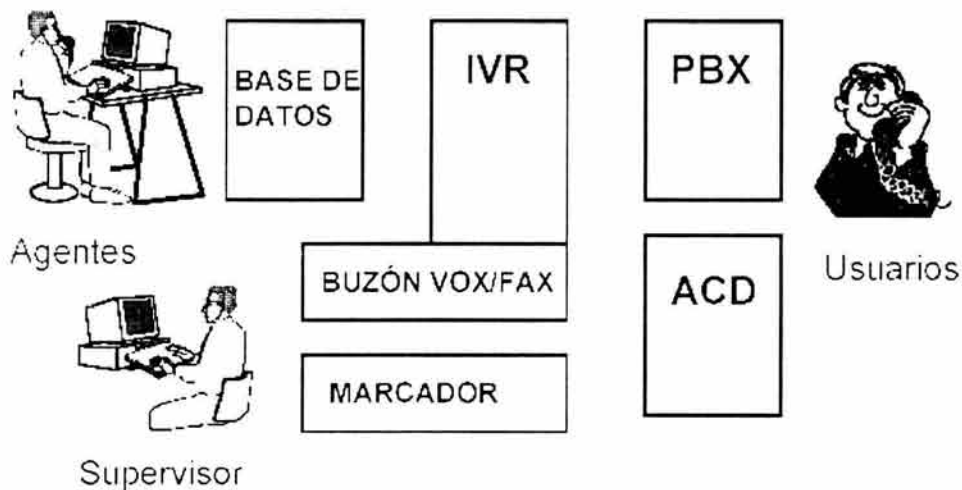 BASE DE
DATOS
IVR
PBX
Agentes
BUZÓN VOX/FAX
ACD
Usuarios
MARCADOR
Supervisor